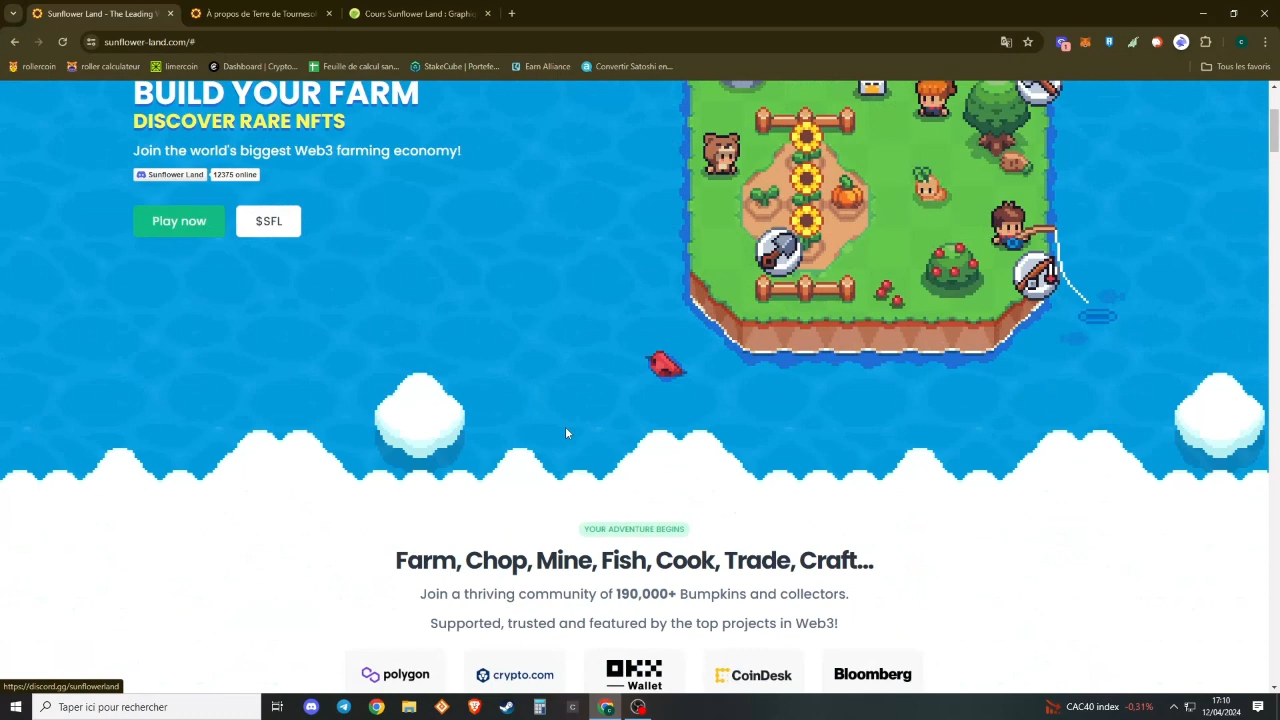 Sunflower Land - The Leading V
A propos de Terre de Tournesol
Cours Sunflower Land : Graphiq
sunflower-land.com/#
1
c
rollercoin
roller calculateur
limercoin
Dashboard | Crypto...
Feuille de calcul san...
StakeCube | Portefe...
Earn Alliance
Convertir Satoshi en...
Tous les favoris
BUILD YOUR FARM
DISCOVER RARE NFTS
Join the world's biggest Web3 farming economy!
Sunflower Land
12375 online
Play now
$SFL
YOUR ADVENTURE BEGINS
Farm, Chop, Mine, Fish, Cook, Trade, Craft...
Join a thriving community of 190,000+ Bumpkins and collectors.
Supported, trusted and featured by the top projects in Web3!
polygon
crypto.com
OKX
Wallet
CoinDesk
Bloomberg
https://discord.gg/sunflowerland
Taper ici pour rechercher
C
CAC40 index -0,31%
17:10
12/04/2024